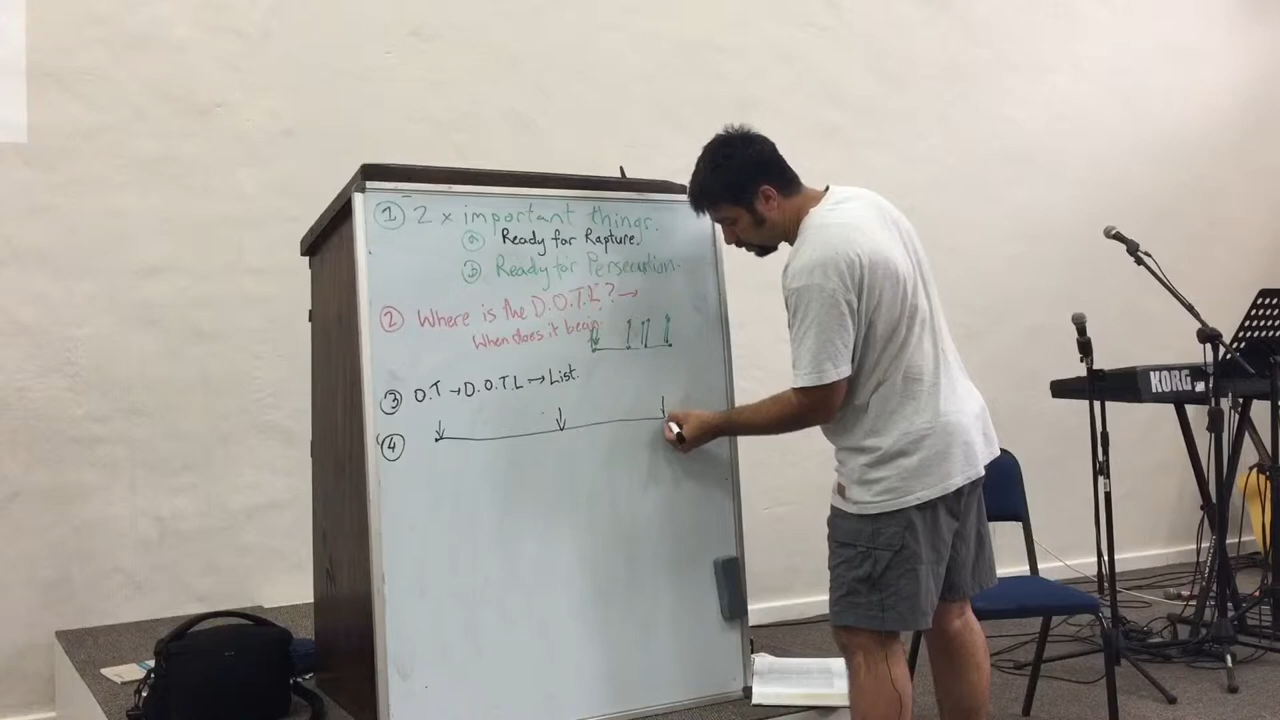 ① 2 x important things.
ⓐ Ready for Rapture.
ⓑ Ready for Persecution.
② Where is the D.O.T.L? →
When does it begin
③ O.T → D.O.T.L → List.
④
KORG